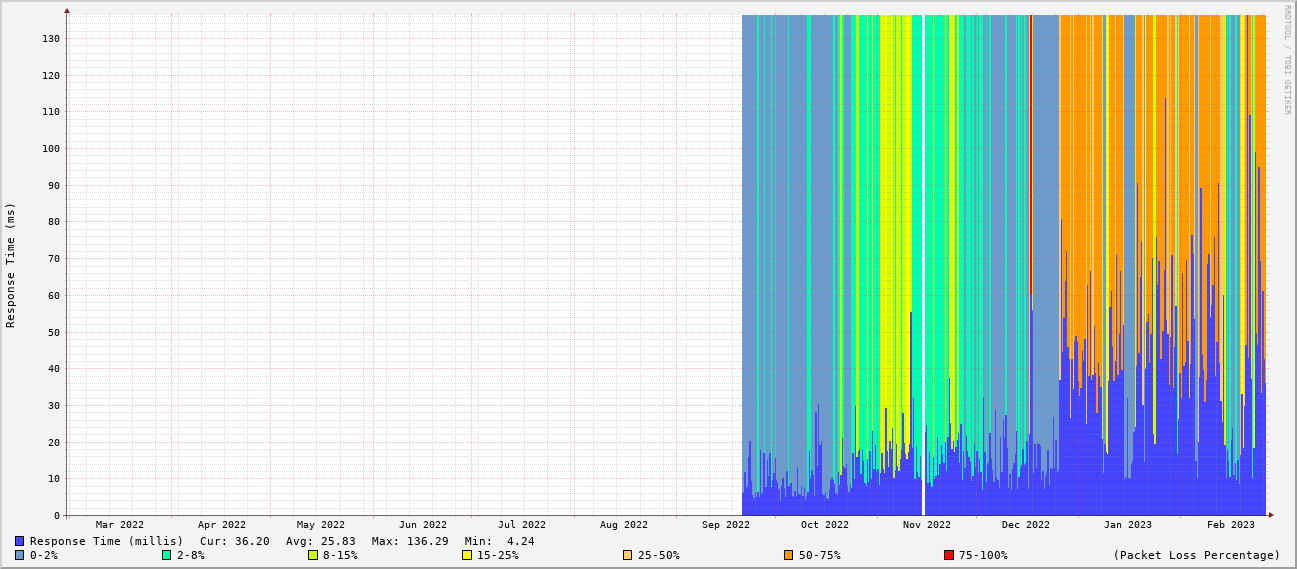 RRDTOOL / TOBI OETIKER
Response Time (ms)
130
120
110
100
90
80
70
60
50
40
30
20
10
0
Mar 2022 Apr 2022 May 2022 Jun 2022 Jul 2022 Aug 2022 Sep 2022 Oct 2022 Nov 2022 Dec 2022 Jan 2023 Feb 2023
Response Time (millis) Cur: 36.20 Avg: 25.83 Max: 136.29 Min: 4.24
0-2% 2-8% 8-15% 15-25% 25-50% 50-75% 75-100% (Packet Loss Percentage)